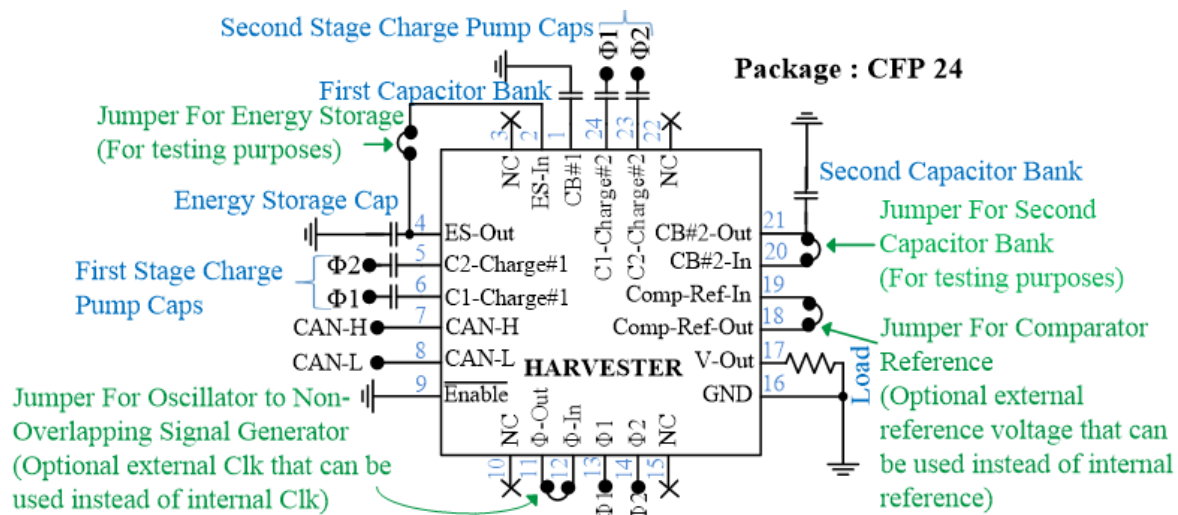 Second Stage Charge Pump Caps
Φ1
Φ2
Package : CFP 24
First Capacitor Bank
Jumper For Energy Storage
(For testing purposes)
3
2
1
24
23
22
NC
ES-In
CB#1
C1-Charge#2
C2-Charge#2
NC
Second Capacitor Bank
Energy Storage Cap
4
ES-Out
CB#2-Out
21
Jumper For Second
Capacitor Bank
(For testing purposes)
First Stage Charge
Pump Caps
Φ2
5
C2-Charge#1
CB#2-In
20
Φ1
6
C1-Charge#1
Comp-Ref-In
19
CAN-H
7
CAN-H
Comp-Ref-Out
18
Jumper For Comparator
Reference
(Optional external
reference voltage that can
be used instead of internal
reference)
CAN-L
8
CAN-L
HARVESTER
V-Out
17
Load
9
Enable
GND
16
Jumper For Oscillator to Non-
Overlapping Signal Generator
(Optional external Clk that can be
used instead of internal Clk)
NC
Φ-Out
Φ-In
Φ1
Φ2
NC
10
11
12
13
14
15
Φ1
Φ2